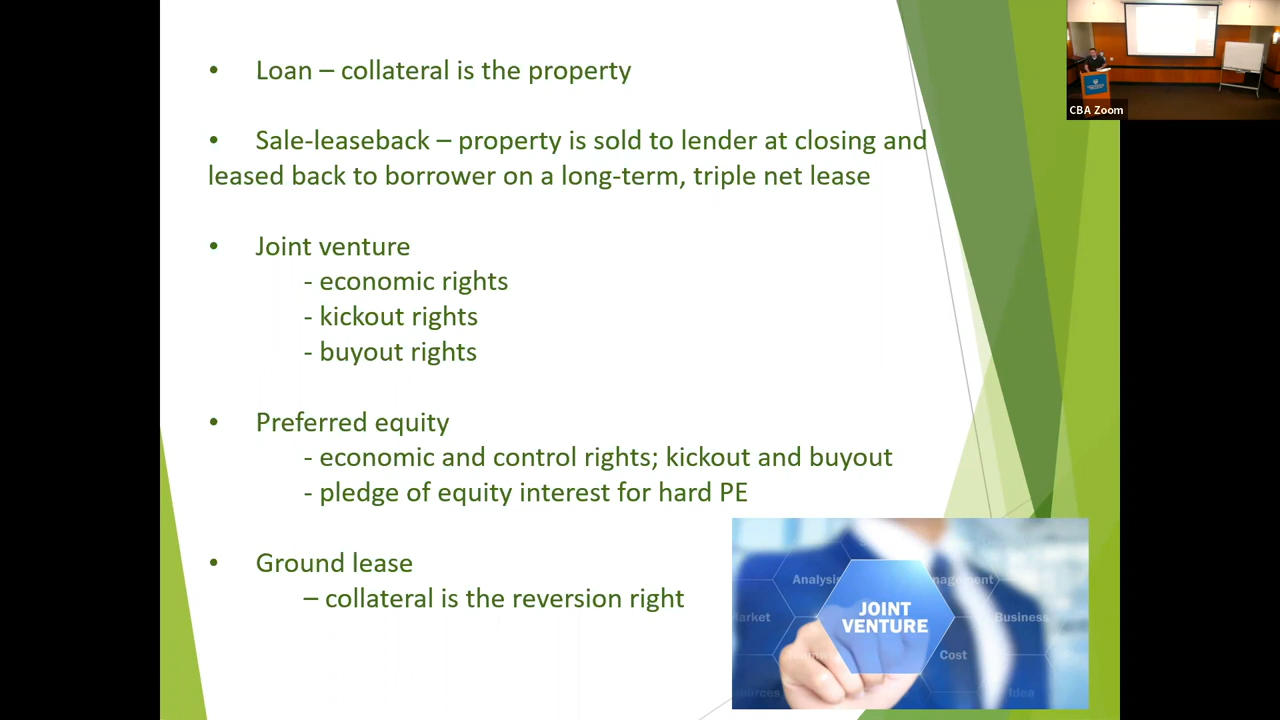 • Loan – collateral is the property
• Sale-leaseback – property is sold to lender at closing and
leased back to borrower on a long-term, triple net lease
• Joint venture
- economic rights
- kickout rights
- buyout rights
• Preferred equity
- economic and control rights; kickout and buyout
- pledge of equity interest for hard PE
• Ground lease
– collateral is the reversion right
CBA Zoom
Analysis
JOINT
VENTURE
Business
Cost
Idea